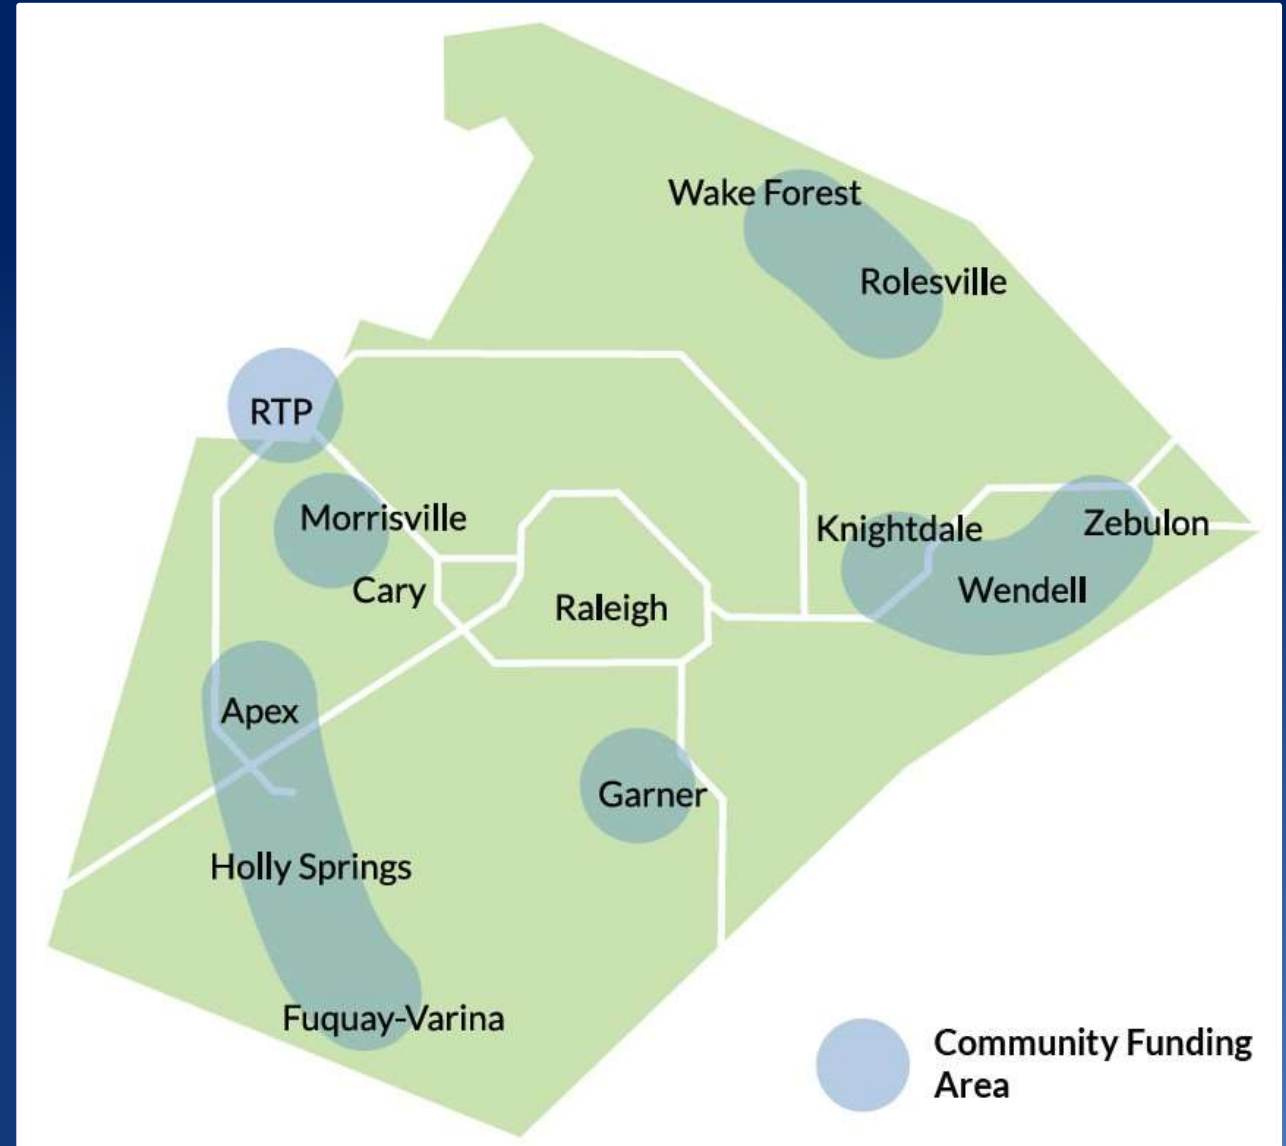 Wake Forest
Rolesville
RTP
Morrisville
Knightdale
Zebulon
Cary
Wendell
Raleigh
Apex
Garner
Holly Springs
Fuquay-Varina
Community Funding
Area